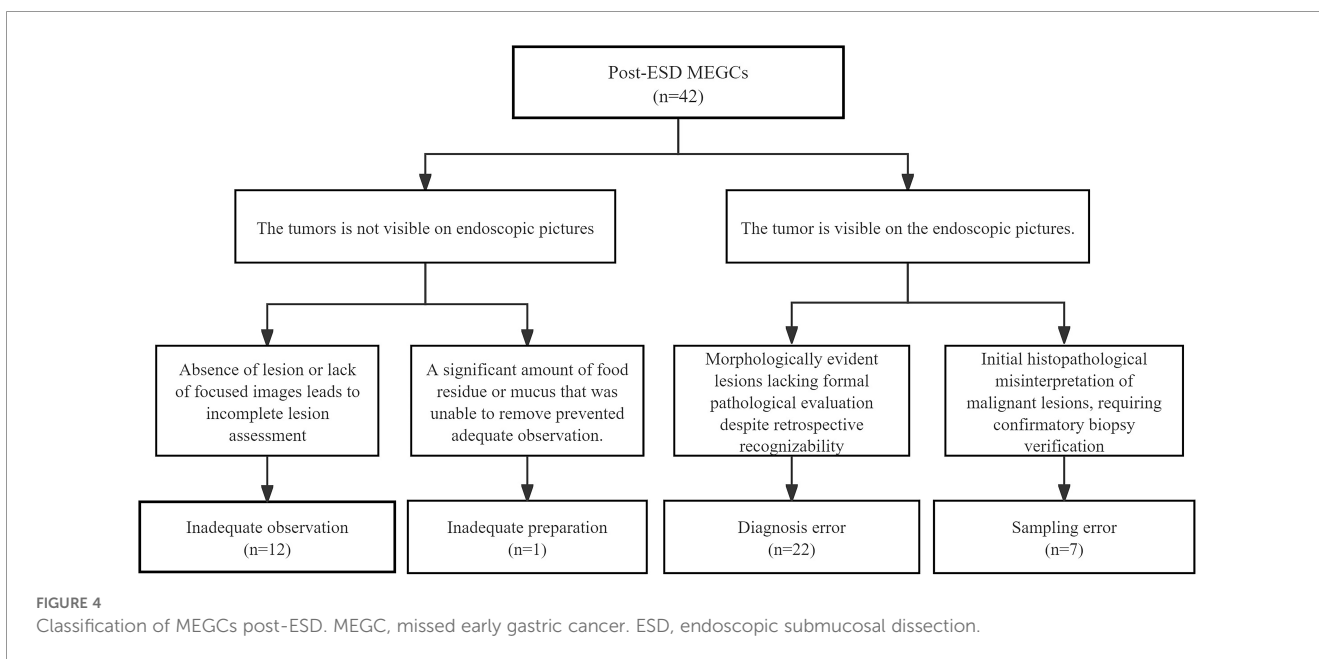 Post-ESD MEGCs
(n=42)
The tumors is not visible on endoscopic pictures
The tumor is visible on the endoscopic pictures.
Absence of lesion or lack
of focused images leads to
incomplete lesion
assessment
A significant amount of food
residue or mucus that was
unable to remove prevented
adequate observation.
Morphologically evident
lesions lacking formal
pathological evaluation
despite retrospective
recognizability
Initial histopathological
misinterpretation of
malignant lesions, requiring
confirmatory biopsy
verification
Inadequate observation
(n=12)
Inadequate preparation
(n=1)
Diagnosis error
(n=22)
Sampling error
(n=7)
FIGURE 4
Classification of MEGCs post-ESD. MEGC, missed early gastric cancer. ESD, endoscopic submucosal dissection.